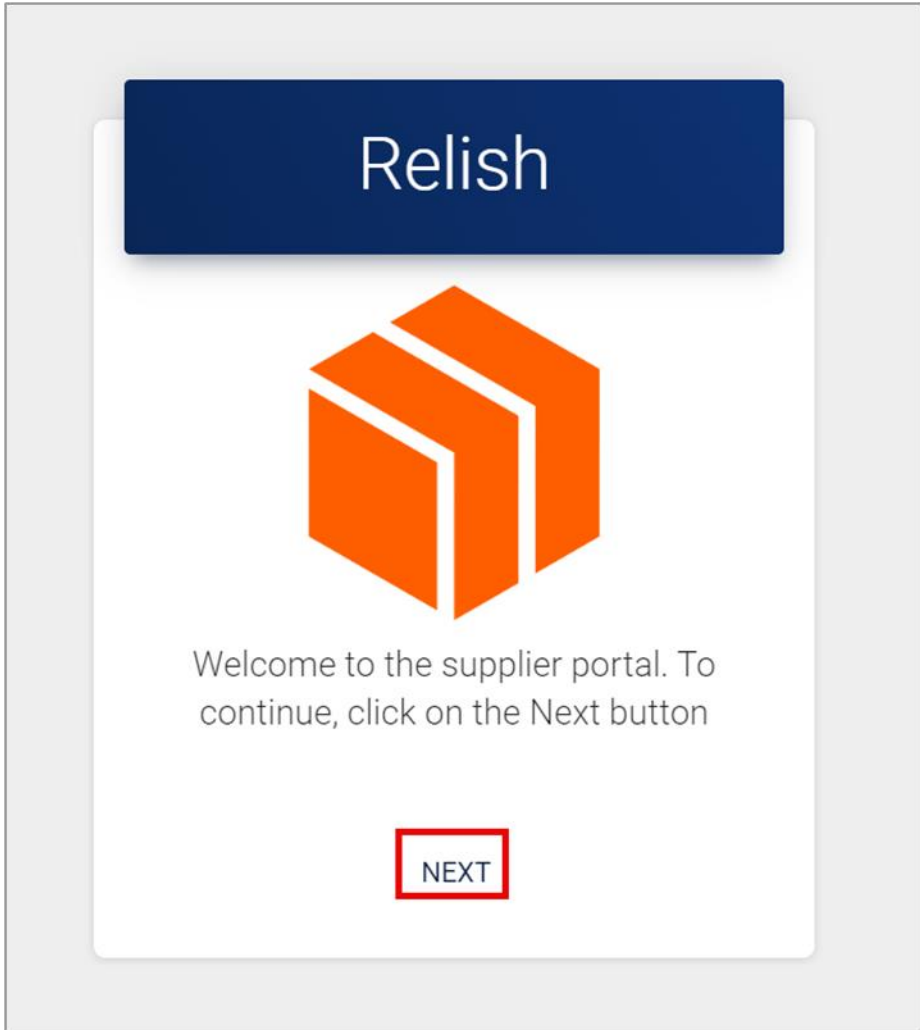 Relish
Welcome to the supplier portal. To
continue, click on the Next button
NEXT